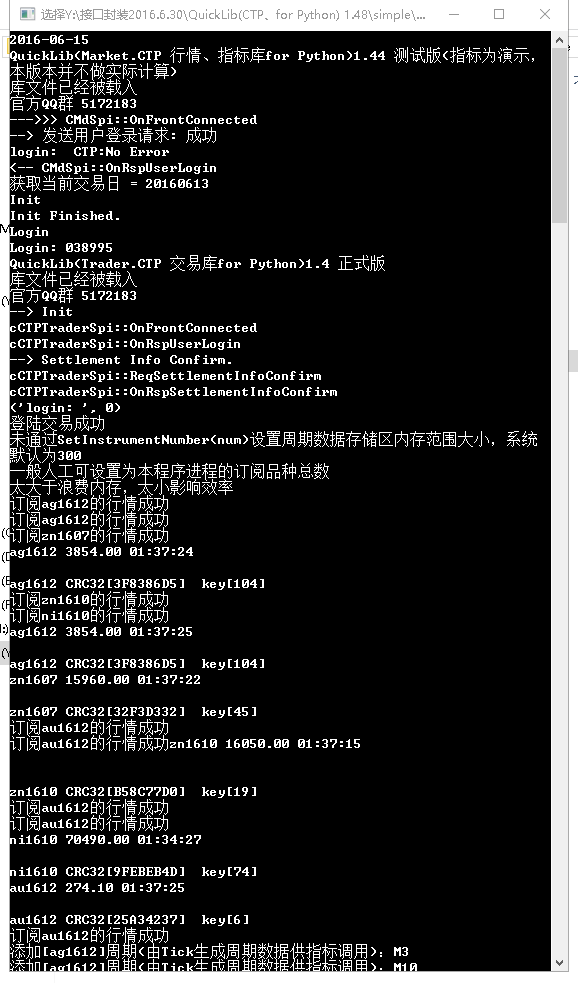 选择Y:\接口封装2016.6.30\QuickLib(CTP、for Python) 1.48\simple\...
2016-06-15
QuickLib(Market.CTP 行情、指标库for Python)1.44 测试版(指标为演示,
本版本并不做实际计算)
库文件已经被载入
官方QQ群 5172183
--->>> CMdSpi::OnFrontConnected
--> 发送用户登录请求: 成功
login:  CTP:No Error
<-- CMdSpi::OnRspUserLogin
获取当前交易日 = 20160613
Init
Init Finished.
Login
Login: 038995
QuickLib(Trader.CTP 交易库for Python)1.4 正式版
库文件已经被载入
官方QQ群 5172183
--> Init
cCTPTraderSpi::OnFrontConnected
cCTPTraderSpi::OnRspUserLogin
--> Settlement Info Confirm.
cCTPTraderSpi::ReqSettlementInfoConfirm
cCTPTraderSpi::OnRspSettlementInfoConfirm
('login: ', 0)
登陆交易成功
未通过SetInstrumentNumber(num)设置周期数据存储区内存范围大小，系统
默认为300
一般人工可设置为本程序进程的订阅品种总数
太大于浪费内存，太小影响效率
订阅ag1612的行情成功
订阅ag1612的行情成功
订阅zn1607的行情成功
ag1612 3854.00 01:37:24
ag1612 CRC32[3F8386D5]  key[104]
订阅zn1610的行情成功
订阅ni1610的行情成功
ag1612 3854.00 01:37:25
ag1612 CRC32[3F8386D5]  key[104]
zn1607 15960.00 01:37:22
zn1607 CRC32[32F3D332]  key[45]
订阅au1612的行情成功
订阅au1612的行情成功zn1610 16050.00 01:37:15
zn1610 CRC32[B58C77D0]  key[19]
订阅au1612的行情成功
订阅au1612的行情成功
ni1610 70490.00 01:34:27
ni1610 CRC32[9FEBEB4D]  key[74]
au1612 274.10 01:37:25
au1612 CRC32[25A34237]  key[6]
订阅au1612的行情成功
添加[ag1612]周期(由Tick生成周期数据供指标调用): M3
添加[ag1612]周期(由Tick生成周期数据供指标调用): M10